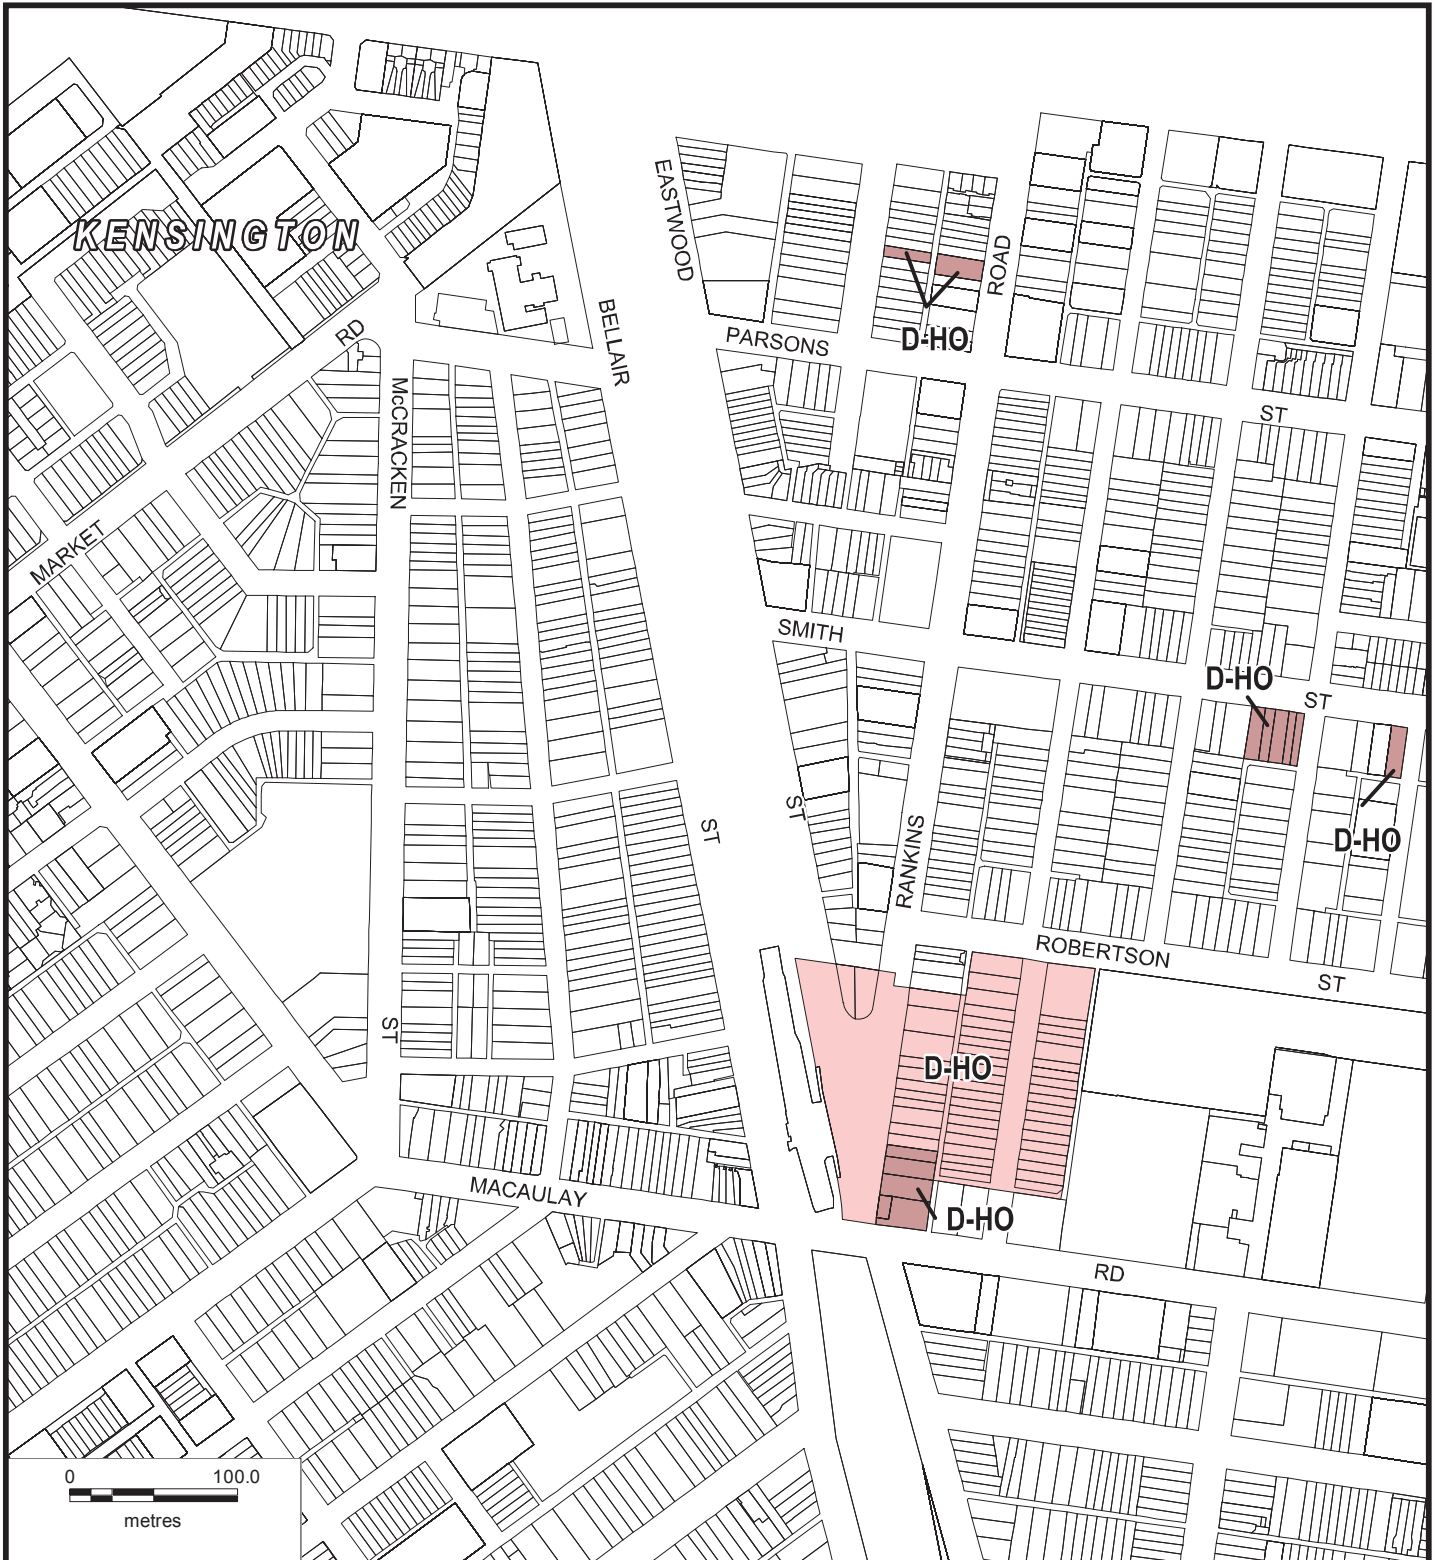 EASTWOOD
KENSINGTON
ROAD
BELLAIR
RD
PARSONS
D-HO
McCRACKEN
ST
MARKET
SMITH
D-HO
ST
ST
ST
D-HO
RANKINS
ROBERTSON
ST
ST
D-HO
MACAULAY
D-HO
RD
0 100.0
metres